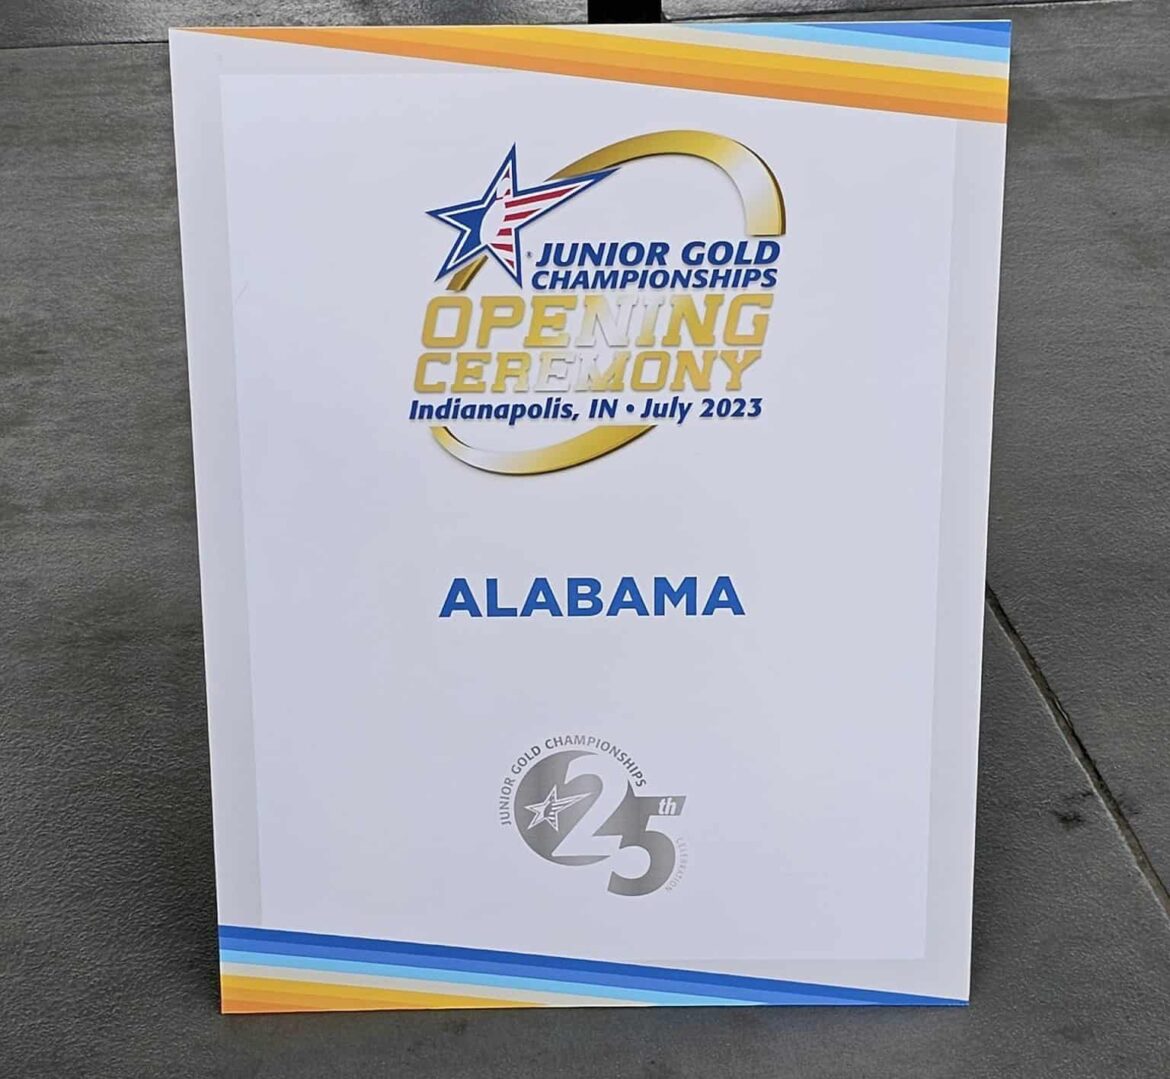 JUNIOR GOLD
CHAMPIONSHIPS
OPENING
CEREMONY
Indianapolis, IN • July 2023
ALABAMA
JUNIOR GOLD CHAMPIONSHIPS
25th
CELEBRATION